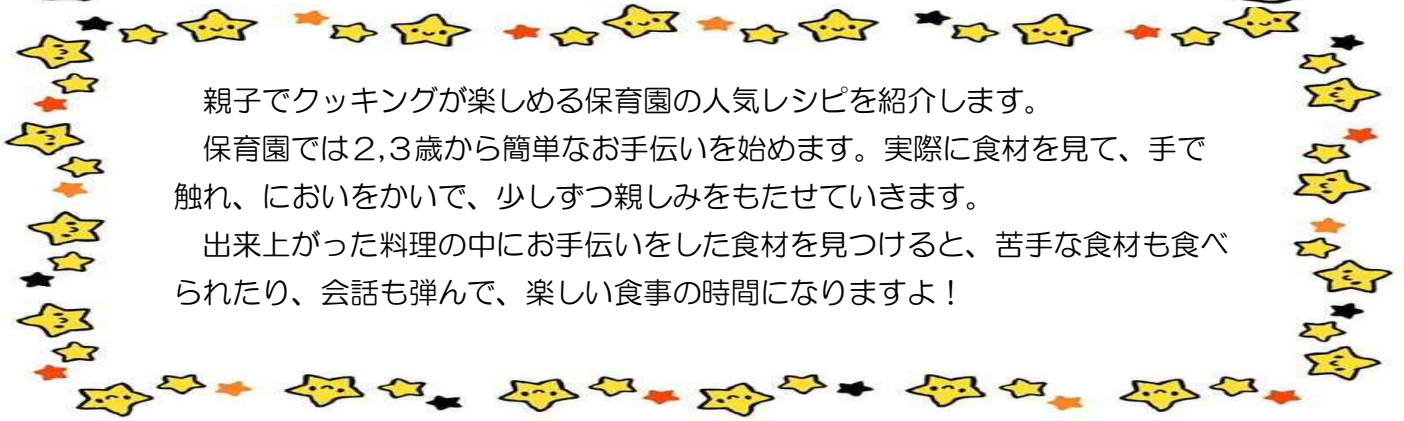 親子でクッキングが楽しめる保育園の人気レシピを紹介します。
保育園では２,３歳から簡単なお手伝いを始めます。実際に食材を見て、手で
触れ、においをかいで、少しずつ親しみをもたせていきます。
出来上がった料理の中にお手伝いをした食材を見つけると、苦手な食材も食べ
られたり、会話も弾んで、楽しい食事の時間になりますよ！